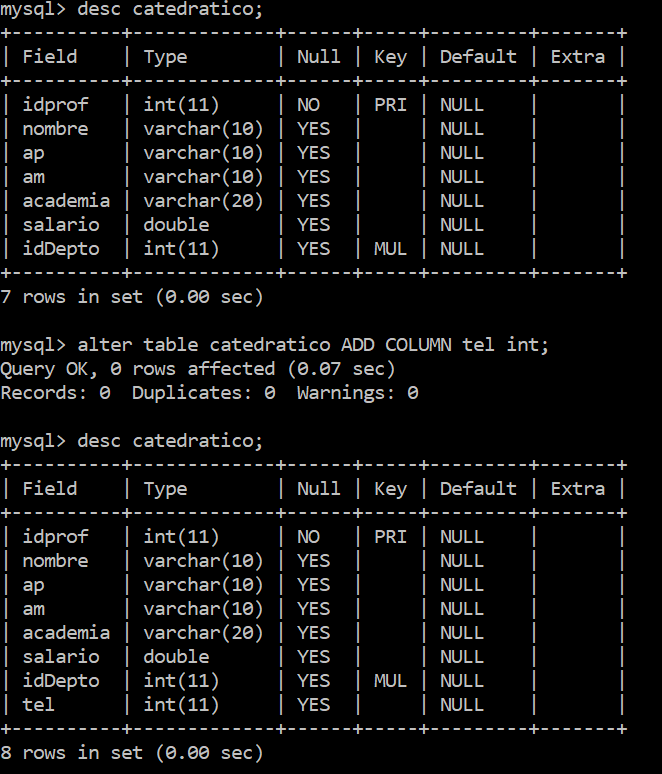 mysql> desc catedratico;
+----------+-------------+------+-----+---------+-------+
| Field    | Type        | Null | Key | Default | Extra |
+----------+-------------+------+-----+---------+-------+
| idprof   | int(11)     | NO   | PRI | NULL    |       |
| nombre   | varchar(10) | YES  |     | NULL    |       |
| ap       | varchar(10) | YES  |     | NULL    |       |
| am       | varchar(10) | YES  |     | NULL    |       |
| academia | varchar(20) | YES  |     | NULL    |       |
| salario  | double      | YES  |     | NULL    |       |
| idDepto  | int(11)     | YES  | MUL | NULL    |       |
+----------+-------------+------+-----+---------+-------+
7 rows in set (0.00 sec)

mysql> alter table catedratico ADD COLUMN tel int;
Query OK, 0 rows affected (0.07 sec)
Records: 0  Duplicates: 0  Warnings: 0

mysql> desc catedratico;
+----------+-------------+------+-----+---------+-------+
| Field    | Type        | Null | Key | Default | Extra |
+----------+-------------+------+-----+---------+-------+
| idprof   | int(11)     | NO   | PRI | NULL    |       |
| nombre   | varchar(10) | YES  |     | NULL    |       |
| ap       | varchar(10) | YES  |     | NULL    |       |
| am       | varchar(10) | YES  |     | NULL    |       |
| academia | varchar(20) | YES  |     | NULL    |       |
| salario  | double      | YES  |     | NULL    |       |
| idDepto  | int(11)     | YES  | MUL | NULL    |       |
| tel      | int(11)     | YES  |     | NULL    |       |
+----------+-------------+------+-----+---------+-------+
8 rows in set (0.00 sec)